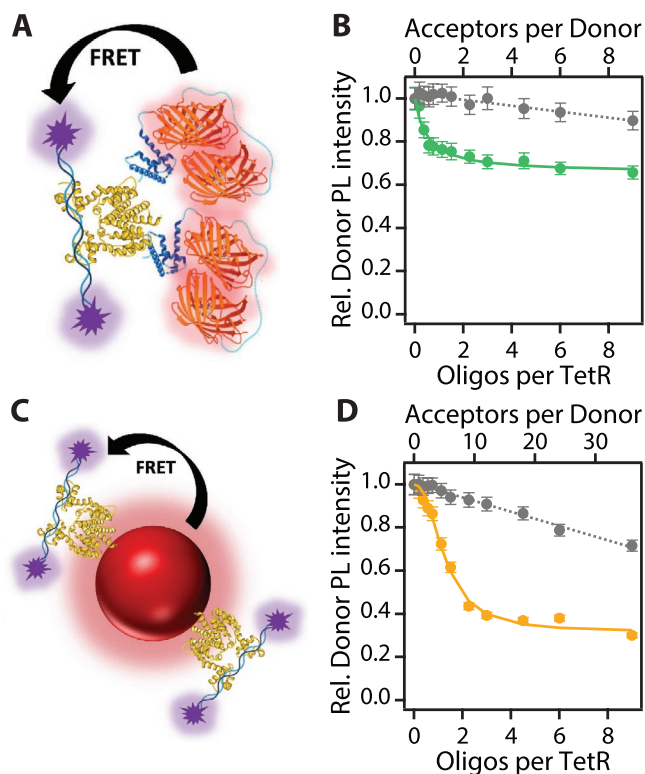 A
FRET
B
Acceptors per Donor
0 2 4 6 8
Rel. Donor PL intensity
1.0
0.8
0.6
0.4
0.2
0.0
0 2 4 6 8
Oligos per TetR
C
FRET
D
Acceptors per Donor
0 10 20 30
Rel. Donor PL intensity
1.0
0.8
0.6
0.4
0.2
0.0
0 2 4 6 8
Oligos per TetR